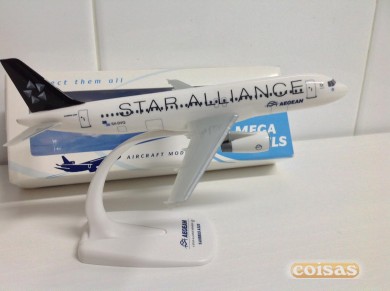 ect them all
STAR ALLIANCE
AEGEAN
MEGA
LS
AIRCRAFT MOD
AEGEAN
coisas